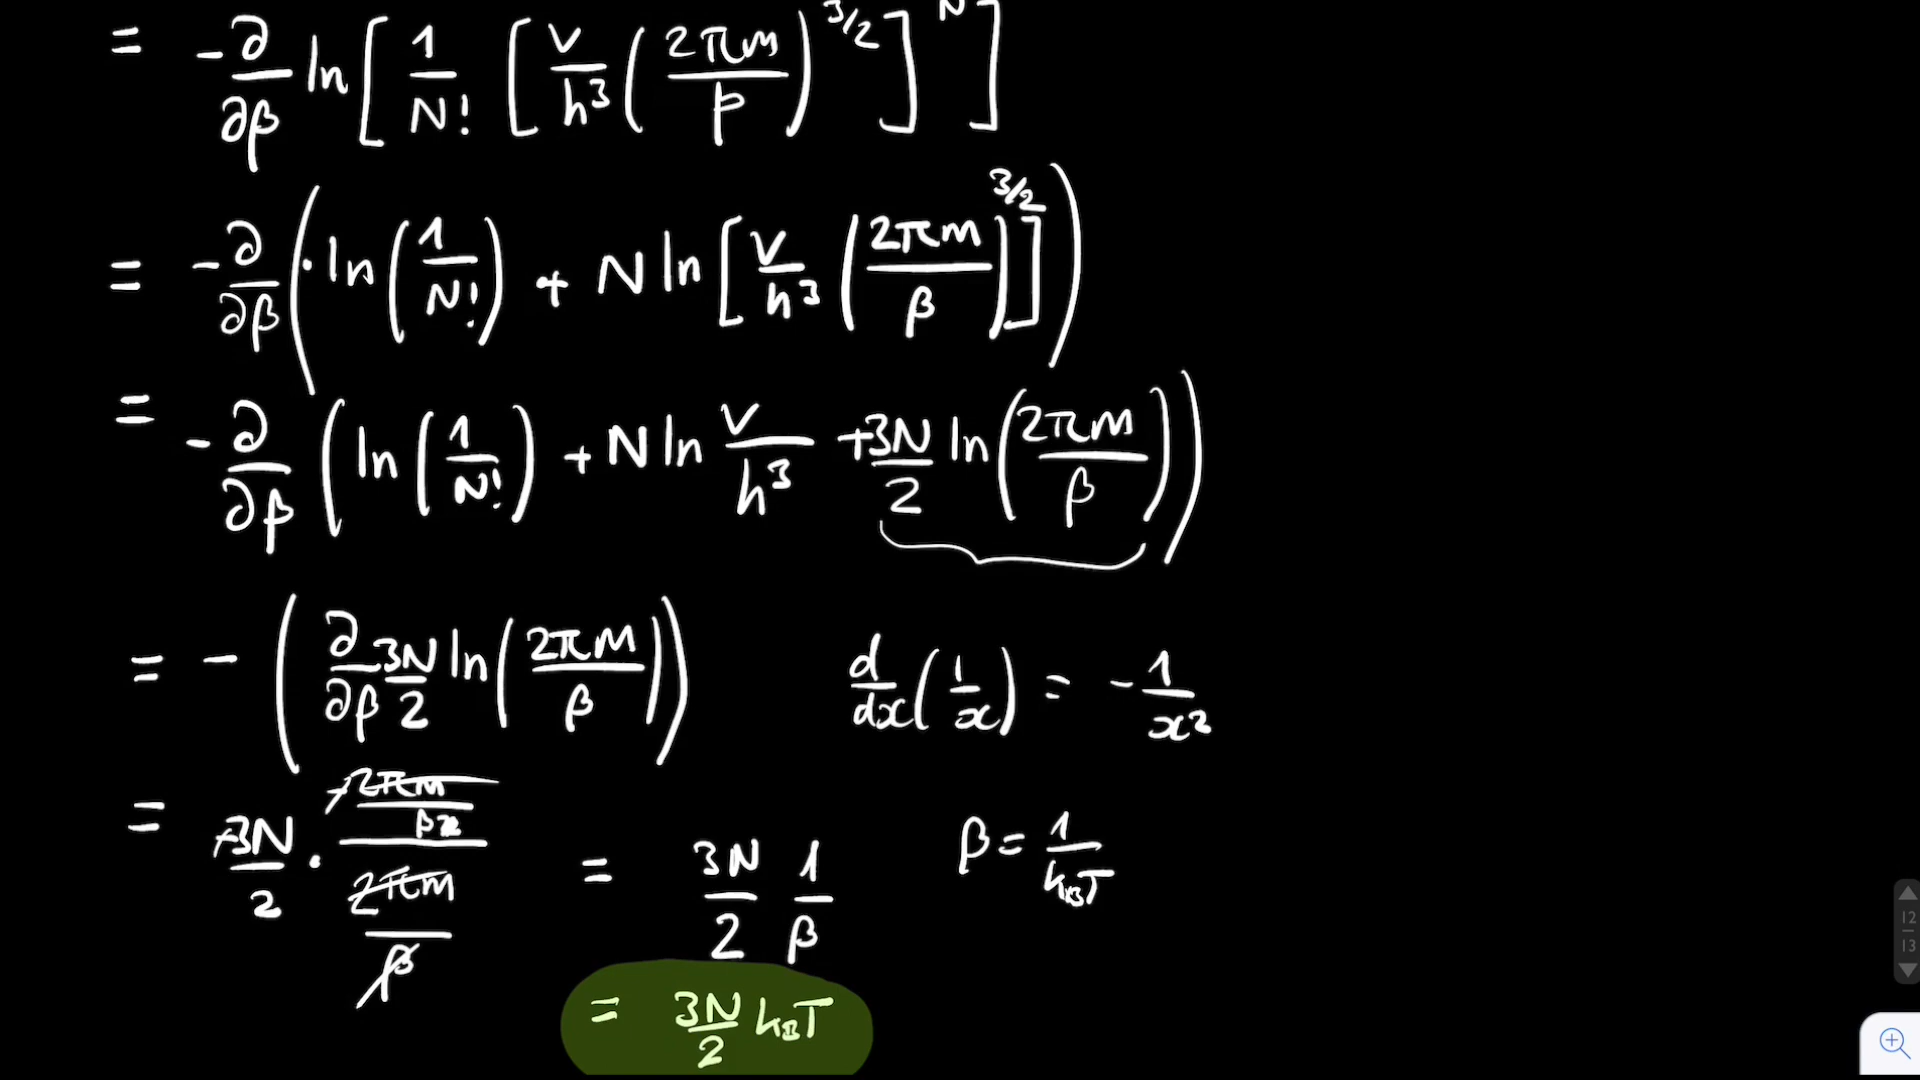 = -∂/∂β ln[1/N! [V/h³ (2πm/β)^3/2]^N]
= -∂/∂β (·ln(1/N!) + N ln[V/h³ (2πm/β)^3/2])
= -∂/∂β (ln(1/N!) + N ln V/h³ + 3N/2 ln(2πm/β))
= - (∂/∂β 3N/2 ln(2πm/β)) d/dx(1/x) = -1/x²
= -3N/2 · (-2πm/β²)/(2πm/β) = 3N/2 1/β β = 1/k_BT
= 3N/2 k_BT
12
13